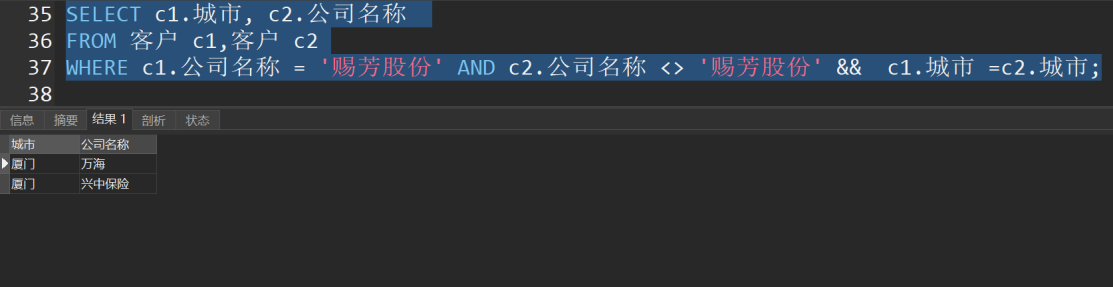 35 SELECT c1.城市, c2.公司名称
36 FROM 客户 c1,客户 c2
37 WHERE c1.公司名称 = '赐芳股份' AND c2.公司名称 <> '赐芳股份' && c1.城市 =c2.城市;
38
信息 摘要 结果 1 剖析 状态
城市 公司名称
厦门 万海
厦门 兴中保险